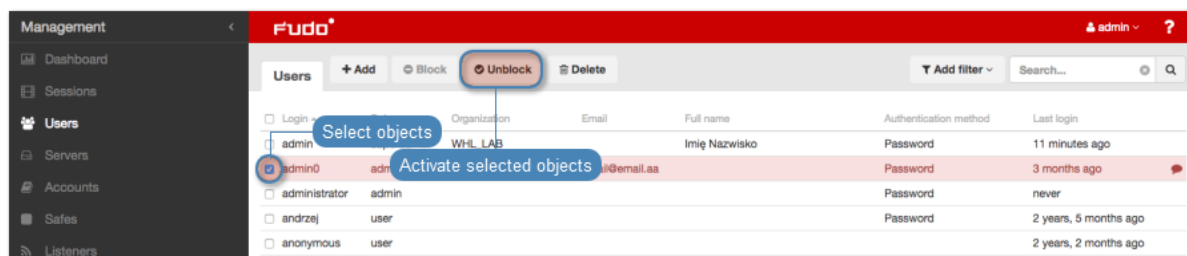 Management
FUDO
admin
?
Dashboard
Sessions
Users
Servers
Accounts
Safes
Listeners
Users
+ Add
Block
Unblock
Delete
Add filter
Search...
Login
Organization
Email
Full name
Authentication method
Last login
Select objects
Activate selected objects
admin WHL_LAB Imię Nazwisko Password 11 minutes ago
admin0 Password 3 months ago
administrator admin Password never
andrzej user Password 2 years, 5 months ago
anonymous user 2 years, 2 months ago